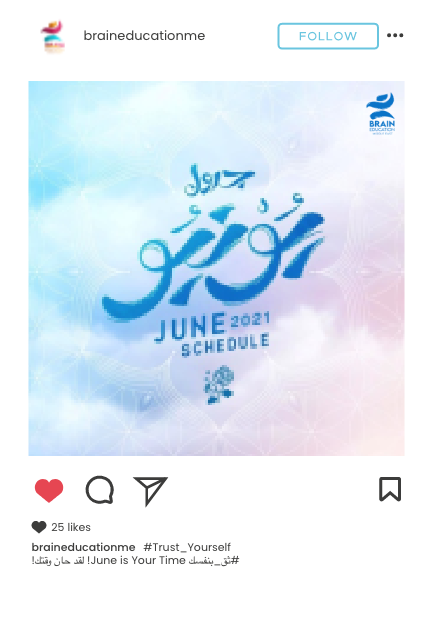 braineducationme
FOLLOW
BRAIN
EDUCATION
جدول
يونيو
JUNE 2021
SCHEDULE
25 likes
braineducationme #Trust_Yourself
#ثق_بنفسك June is Your Time! لقد حان وقتك!